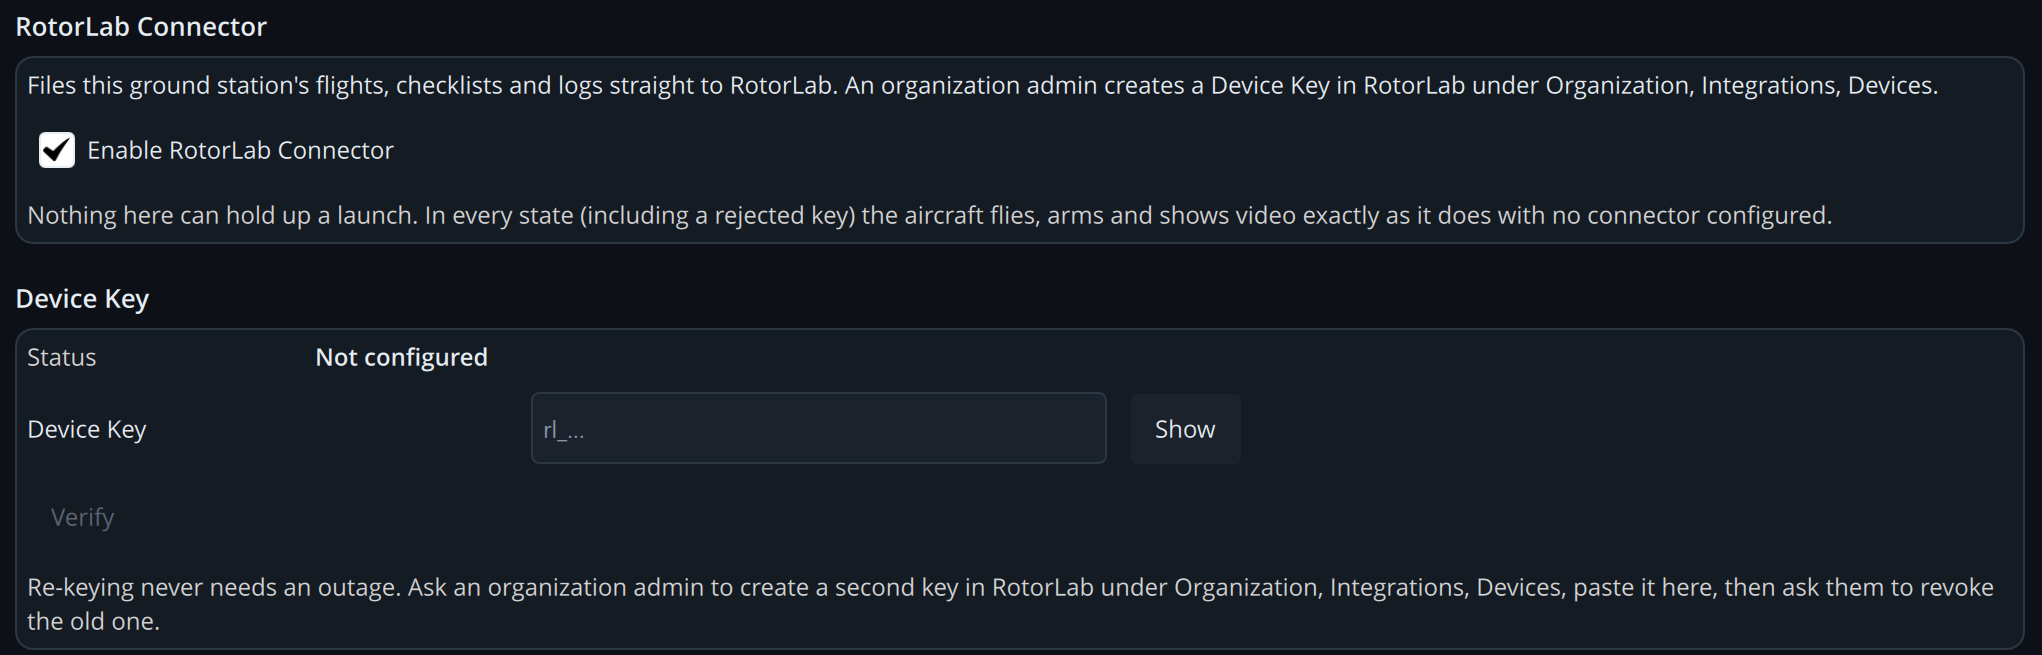 RotorLab Connector
Files this ground station's flights, checklists and logs straight to RotorLab. An organization admin creates a Device Key in RotorLab under Organization, Integrations, Devices.
Enable RotorLab Connector
Nothing here can hold up a launch. In every state (including a rejected key) the aircraft flies, arms and shows video exactly as it does with no connector configured.
Device Key
Status Not configured
Device Key rl_... Show
Verify
Re-keying never needs an outage. Ask an organization admin to create a second key in RotorLab under Organization, Integrations, Devices, paste it here, then ask them to revoke
the old one.